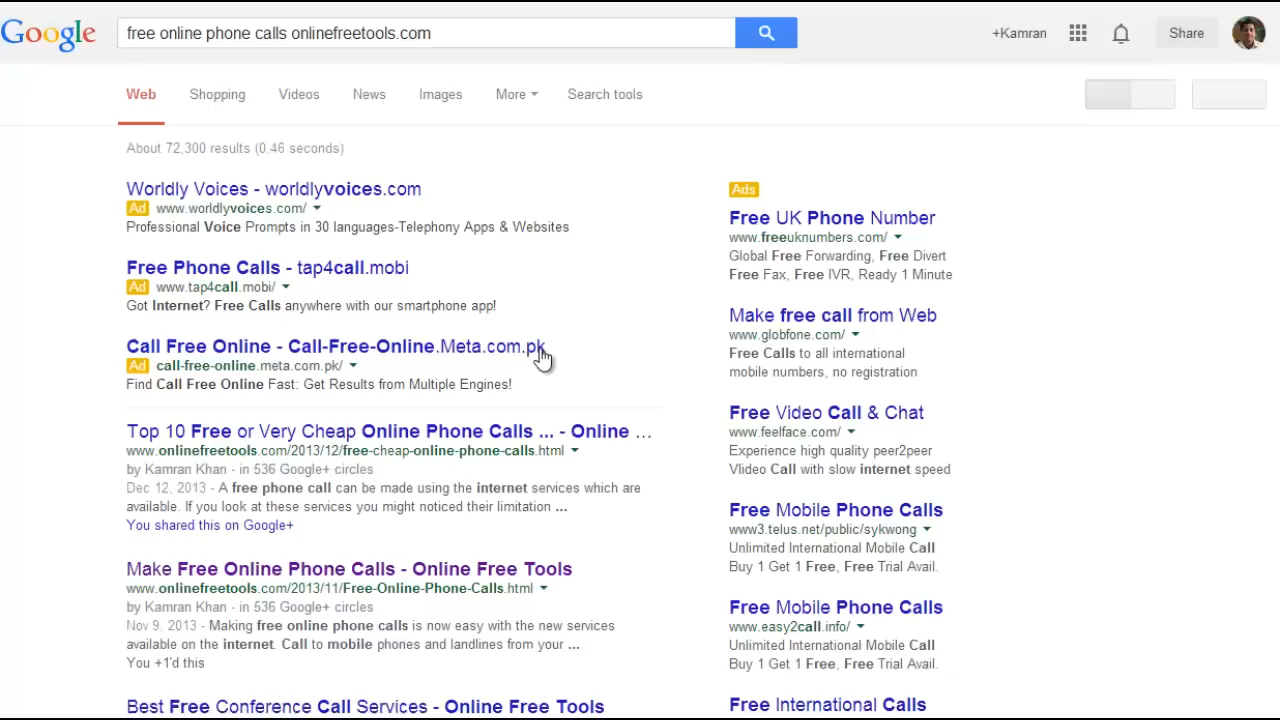 Google
free online phone calls onlinefreetools.com
+Kamran
Share
Web
Shopping
Videos
News
Images
More
Search tools
About 72,300 results (0.46 seconds)
Worldly Voices - worldlyvoices.com
Ad www.worldlyvoices.com/
Professional Voice Prompts in 30 languages-Telephony Apps & Websites
Free Phone Calls - tap4call.mobi
Ad www.tap4call.mobi/
Got Internet? Free Calls anywhere with our smartphone app!
Call Free Online - Call-Free-Online.Meta.com.pk
Ad call-free-online.meta.com.pk/
Find Call Free Online Fast: Get Results from Multiple Engines!
Top 10 Free or Very Cheap Online Phone Calls ... - Online ...
www.onlinefreetools.com/2013/12/free-cheap-online-phone-calls.html
by Kamran Khan - in 536 Google+ circles
Dec 12, 2013 - A free phone call can be made using the internet services which are
available. If you look at these services you might noticed their limitation ...
You shared this on Google+
Make Free Online Phone Calls - Online Free Tools
www.onlinefreetools.com/2013/11/Free-Online-Phone-Calls.html
by Kamran Khan - in 536 Google+ circles
Nov 9, 2013 - Making free online phone calls is now easy with the new services
available on the internet. Call to mobile phones and landlines from your ...
You +1'd this
Best Free Conference Call Services - Online Free Tools
Ads
Free UK Phone Number
www.freeuknumbers.com/
Global Free Forwarding, Free Divert
Free Fax, Free IVR, Ready 1 Minute
Make free call from Web
www.globfone.com/
Free Calls to all international
mobile numbers, no registration
Free Video Call & Chat
www.feelface.com/
Experience high quality peer2peer
VIideo Call with slow internet speed
Free Mobile Phone Calls
www3.telus.net/public/sykwong
Unlimited International Mobile Call
Buy 1 Get 1 Free, Free Trial Avail.
Free Mobile Phone Calls
www.easy2call.info/
Unlimited International Mobile Call
Buy 1 Get 1 Free, Free Trial Avail.
Free International Calls